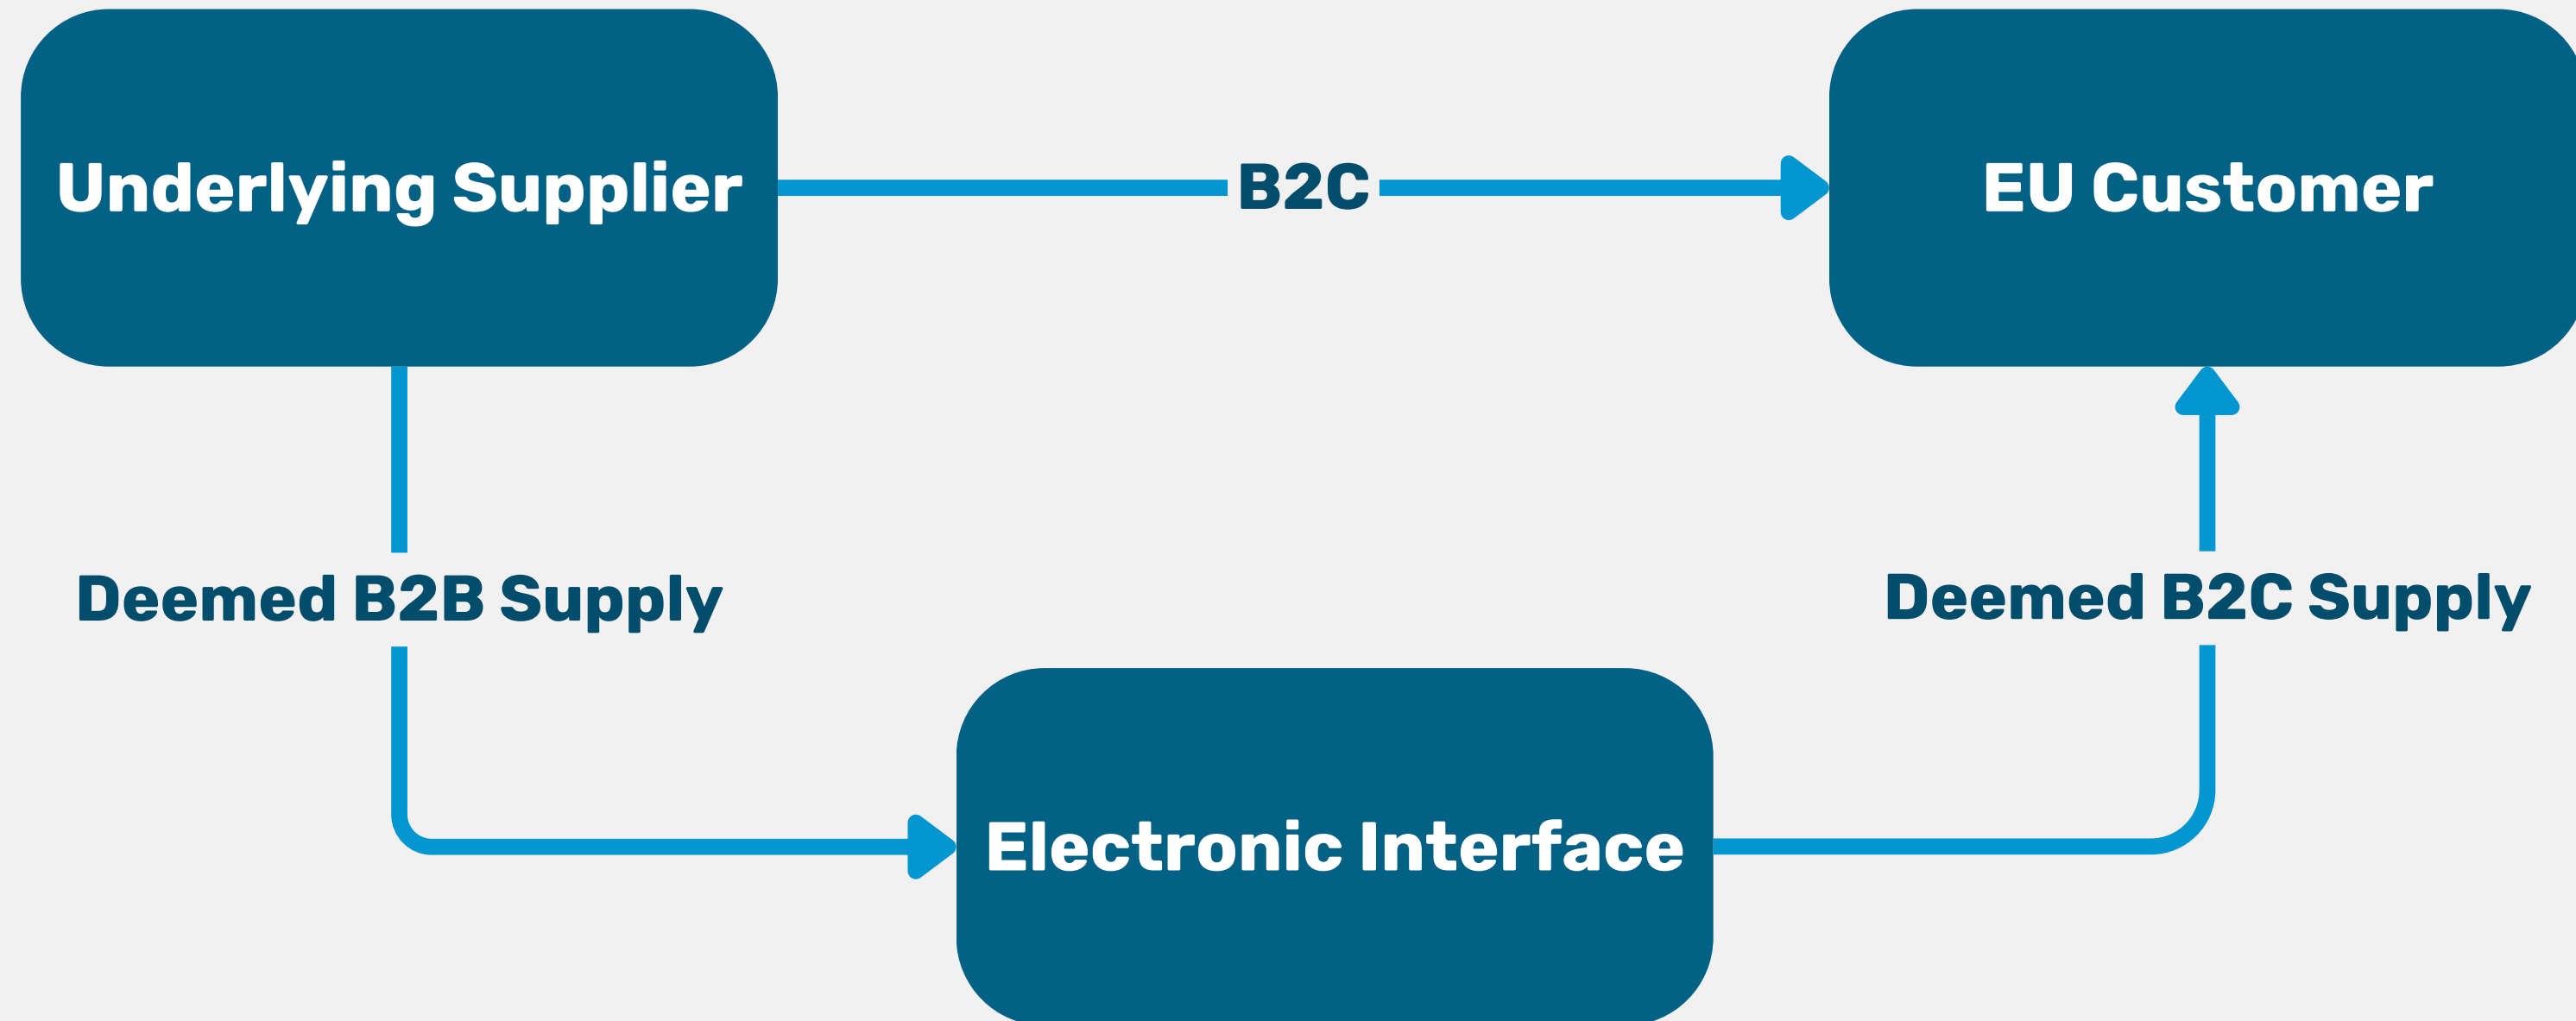 Underlying Supplier
B2C
EU Customer
Deemed B2B Supply
Deemed B2C Supply
Electronic Interface